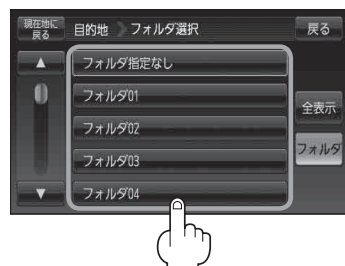 現在地に
戻る
目的地 フォルダ選択
戻る
▲
フォルダ指定なし
フォルダ01
フォルダ02
フォルダ03
フォルダ04
▼
全表示
フォルダ